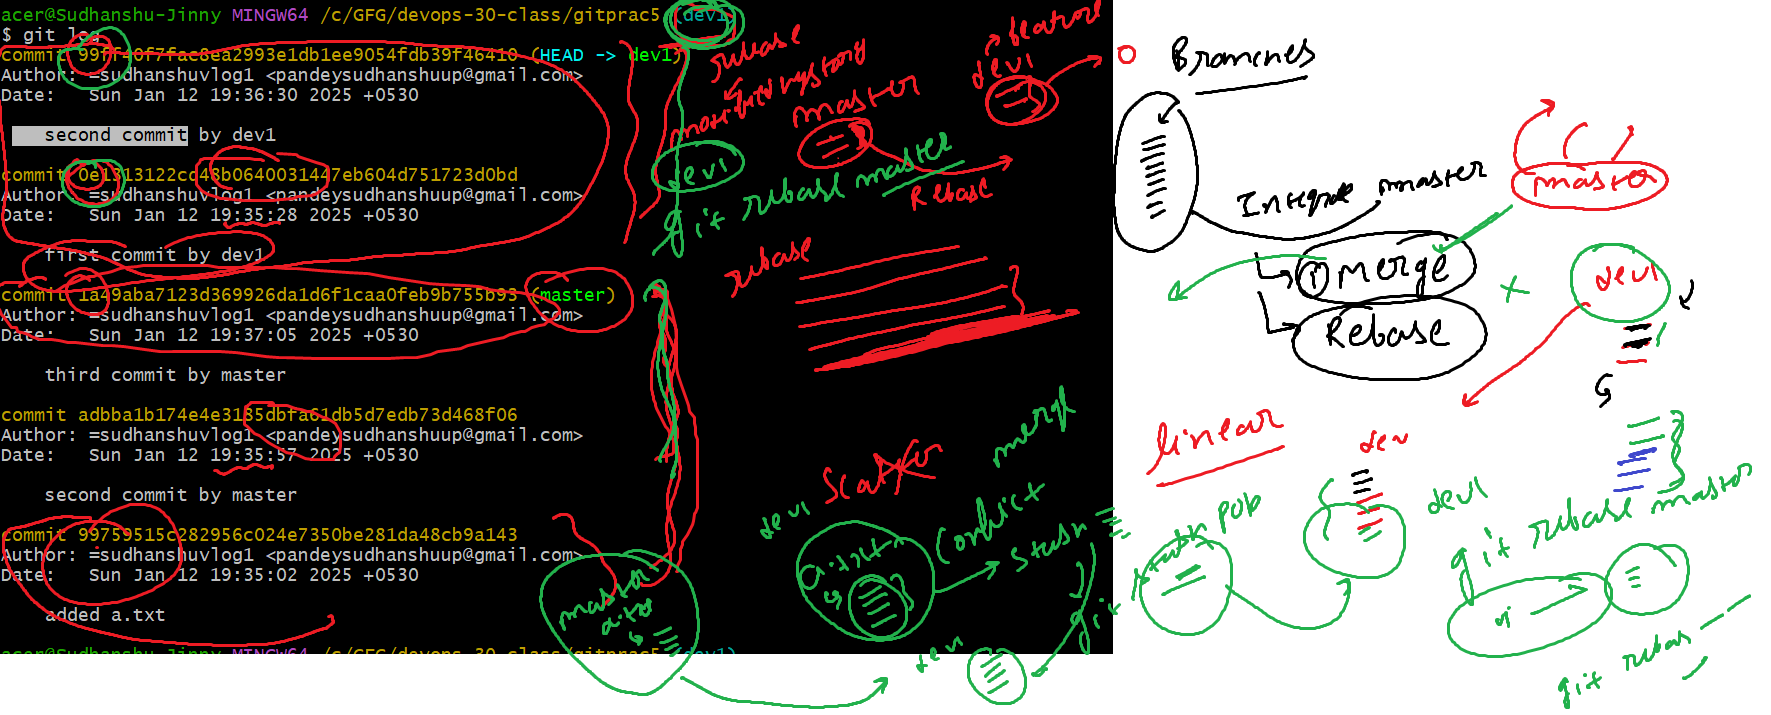 acer@Sudhanshu-Jinny MINGW64 /c/GFG/devops-30-class/gitprac5 (dev1)
$ git log
commit 99ff40f7fac8ea2993e1db1ee9054fdb39f46410 (HEAD -> dev1)
Author: =sudhanshuvlog1 <pandeysudhanshuup@gmail.com>
Date:   Sun Jan 12 19:36:30 2025 +0530
second commit by dev1
commit 0e1313122cd48b0640031447eb604d751723d0bd
Author: =sudhanshuvlog1 <pandeysudhanshuup@gmail.com>
Date:   Sun Jan 12 19:35:28 2025 +0530
first commit by dev1
commit 1a49aba7123d369926da1d6f1caa0feb9b755b93 (master)
Author: =sudhanshuvlog1 <pandeysudhanshuup@gmail.com>
Date:   Sun Jan 12 19:37:05 2025 +0530
third commit by master
commit adbba1b174e4e3135dbfa61db5d7edb73d468f06
Author: =sudhanshuvlog1 <pandeysudhanshuup@gmail.com>
Date:   Sun Jan 12 19:35:57 2025 +0530
second commit by master
commit 99759515c282956c024e7350be281da48cb9a143
Author: =sudhanshuvlog1 <pandeysudhanshuup@gmail.com>
Date:   Sun Jan 12 19:35:02 2025 +0530
added a.txt
acer@Sudhanshu-Jinny MINGW64 /c/GFG/devops-30-class/gitprac5 (dev1)
rebase
master
dev1
dev1
git rebase master
Rebase
rebase
merge
dev1
a.txt
Conflict
Stash
master
a.txt
dev
git stash pop
Branches
Integrate master
① merge
Rebase
master
+
dev1
linear
dev
dev1
git rebase master
git rebase